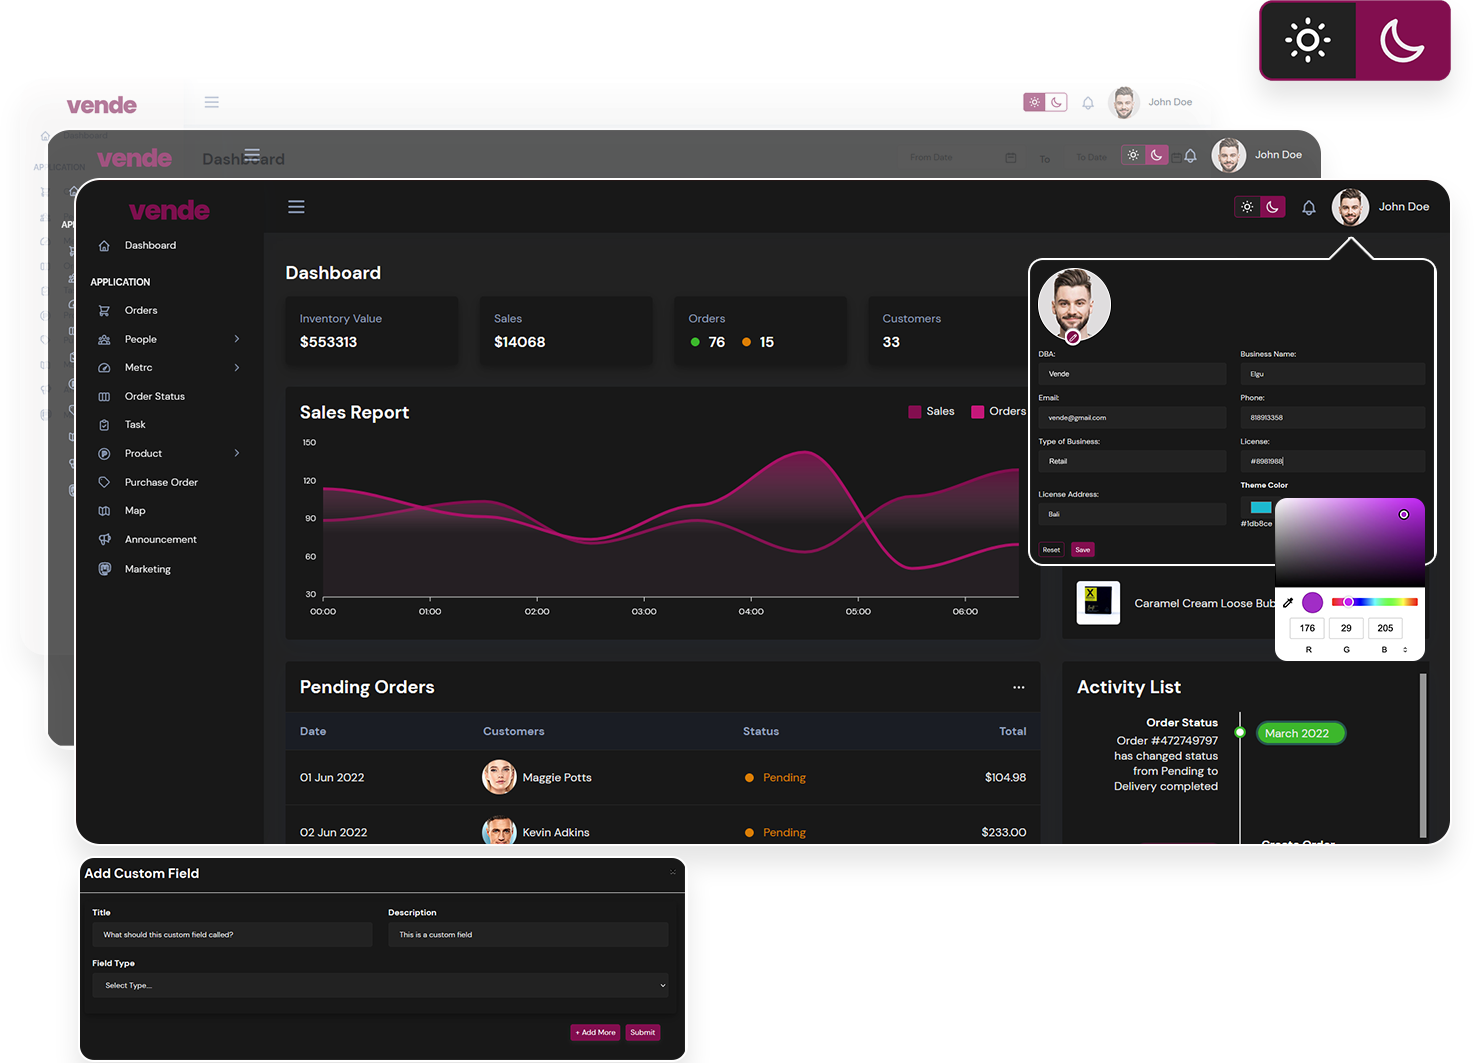 vende
John Doe
vende
Dashboard
From Date
To
To Date
John Doe
APPLICATION
vende
John Doe
Dashboard
APPLICATION
Orders
People
Metrc
Order Status
Task
Product
Purchase Order
Map
Announcement
Marketing
Dashboard
Inventory Value
$553313
Sales
$14068
Orders
76
15
Customers
33
Sales Report
Sales
Orders
150
120
90
60
30
00:00
01:00
02:00
03:00
04:00
05:00
06:00
DBA:
Vende
Business Name:
Elgu
Email:
vende@gmail.com
Phone:
818913358
Type of Business:
Retail
License:
#8981988
License Address:
Bali
Theme Color
#1db8ce
Reset
Save
176
29
205
R
G
B
Caramel Cream Loose Bub
Pending Orders
...
Date
Customers
Status
Total
01 Jun 2022
Maggie Potts
Pending
$104.98
02 Jun 2022
Kevin Adkins
Pending
$233.00
Activity List
Order Status
Order #472749797
has changed status
from Pending to
Delivery completed
March 2022
Create Order
Add Custom Field
Title
What should this custom field called?
Description
This is a custom field
Field Type
Select Type...
+ Add More
Submit